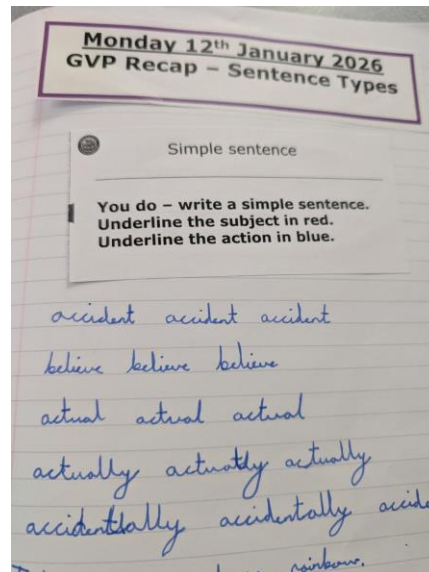 Monday 12th January 2026
GVP Recap – Sentence Types
Simple sentence
You do – write a simple sentence.
Underline the subject in red.
Underline the action in blue.
accident accident accident
believe believe believe
actual actual actual
actually actually actually
accidentally accidentally accide
rainbow.